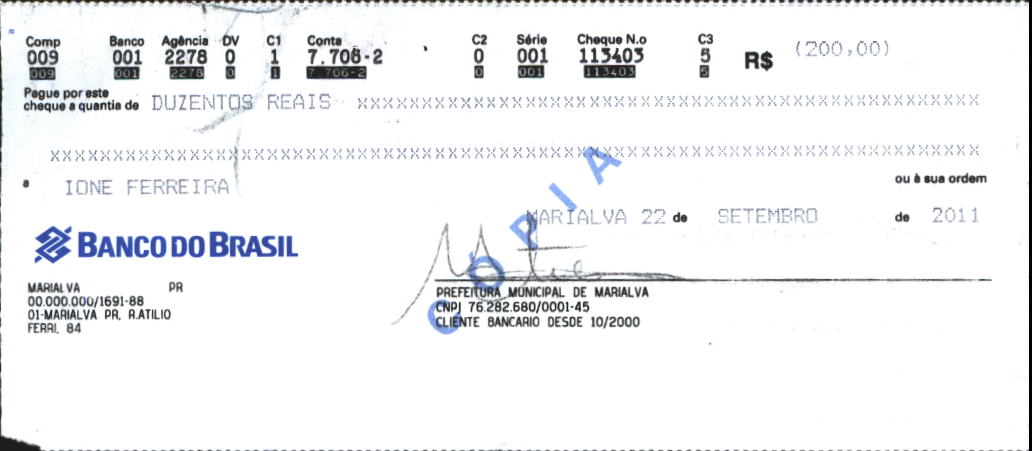 Comp Banco Agência DV C1 Conta C2 Série Cheque N.o C3
009 001 2278 0 1 7.706-2 0 001 113403 5 R$ (200,00)
009 001 2278 0 1 7.706-2 0 001 113403 5
Pague por este
cheque a quantia de DUZENTOS REAIS XXXXXXXXXXXXXXXXXXXXXXXXXXXXXXXXXXXXXXXXXXXXXXXXXX
XXXXXXXXXXXXXXXXXXXXXXXXXXXXXXXXXXXXXXXXXXXXXXXXXXXXXXXXXXXXXXXXXXXXXXXXXX
a IONE FERREIRA ou à sua ordem
MARIALVA 22 de SETEMBRO de 2011
BANCO DO BRASIL
CÓPIA
MARIALVA PR
00.000.000/1691-88
01-MARIALVA PR, R.ATILIO
FERRI, 84
PREFEITURA MUNICIPAL DE MARIALVA
CNPJ 76.282.680/0001-45
CLIENTE BANCARIO DESDE 10/2000